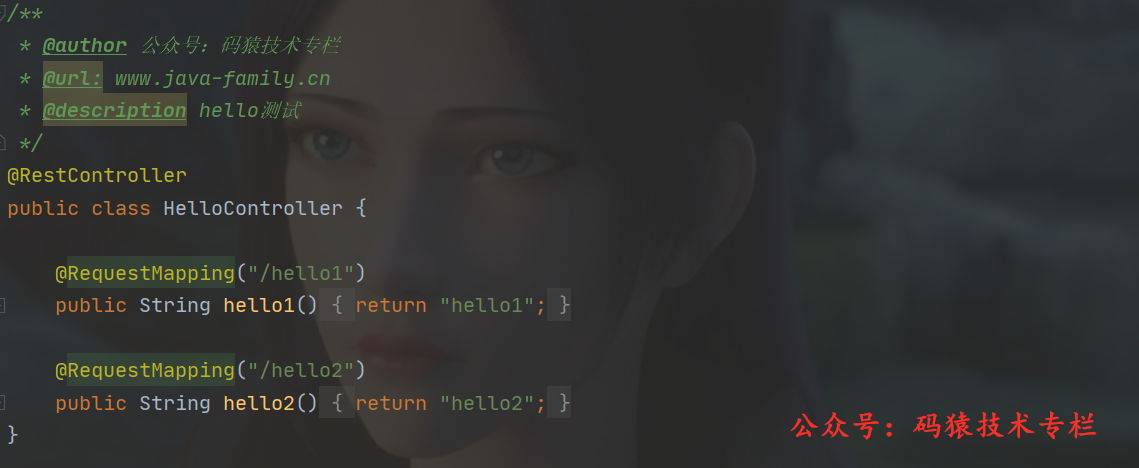 /**
 * @author 公众号：码猿技术专栏
 * @url: www.java-family.cn
 * @description hello测试
 */
@RestController
public class HelloController {
    @RequestMapping("/hello1")
    public String hello1() { return "hello1"; }
    @RequestMapping("/hello2")
    public String hello2() { return "hello2"; }
}
公众号：码猿技术专栏